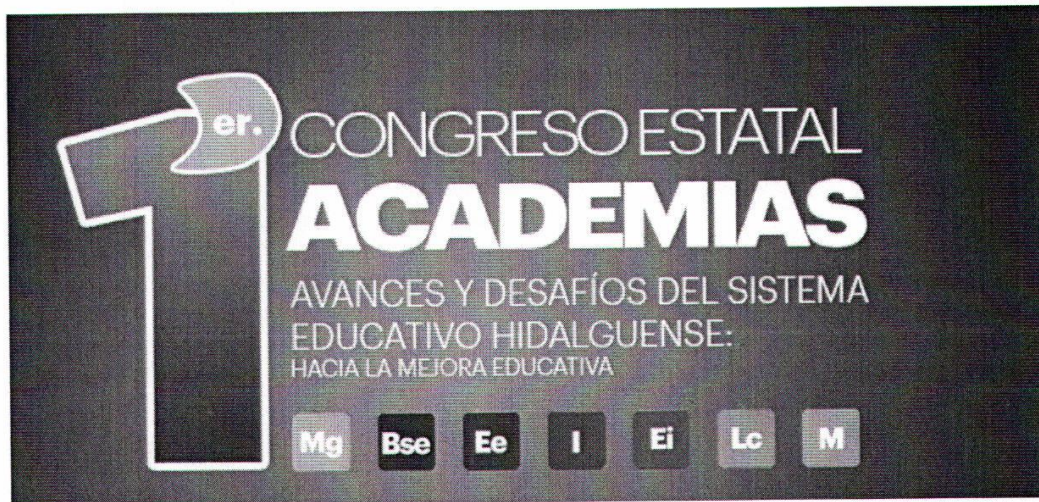 1er. CONGRESO ESTATAL
ACADEMIAS
AVANCES Y DESAFÍOS DEL SISTEMA
EDUCATIVO HIDALGUENSE:
HACIA LA MEJORA EDUCATIVA
Mg Bse Ee I Ei Lc M